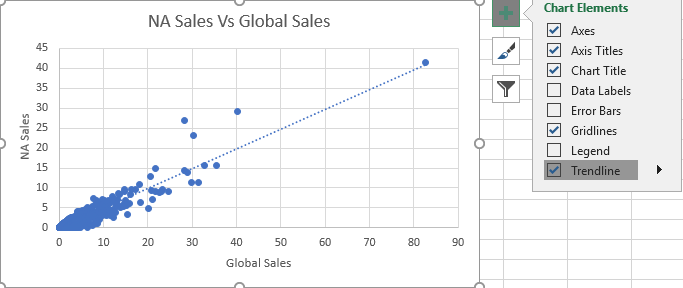 NA Sales Vs Global Sales
45
40
35
30
25
20
15
10
5
0
NA Sales
0 10 20 30 40 50 60 70 80 90
Global Sales
Chart Elements
Axes
Axis Titles
Chart Title
Data Labels
Error Bars
Gridlines
Legend
Trendline